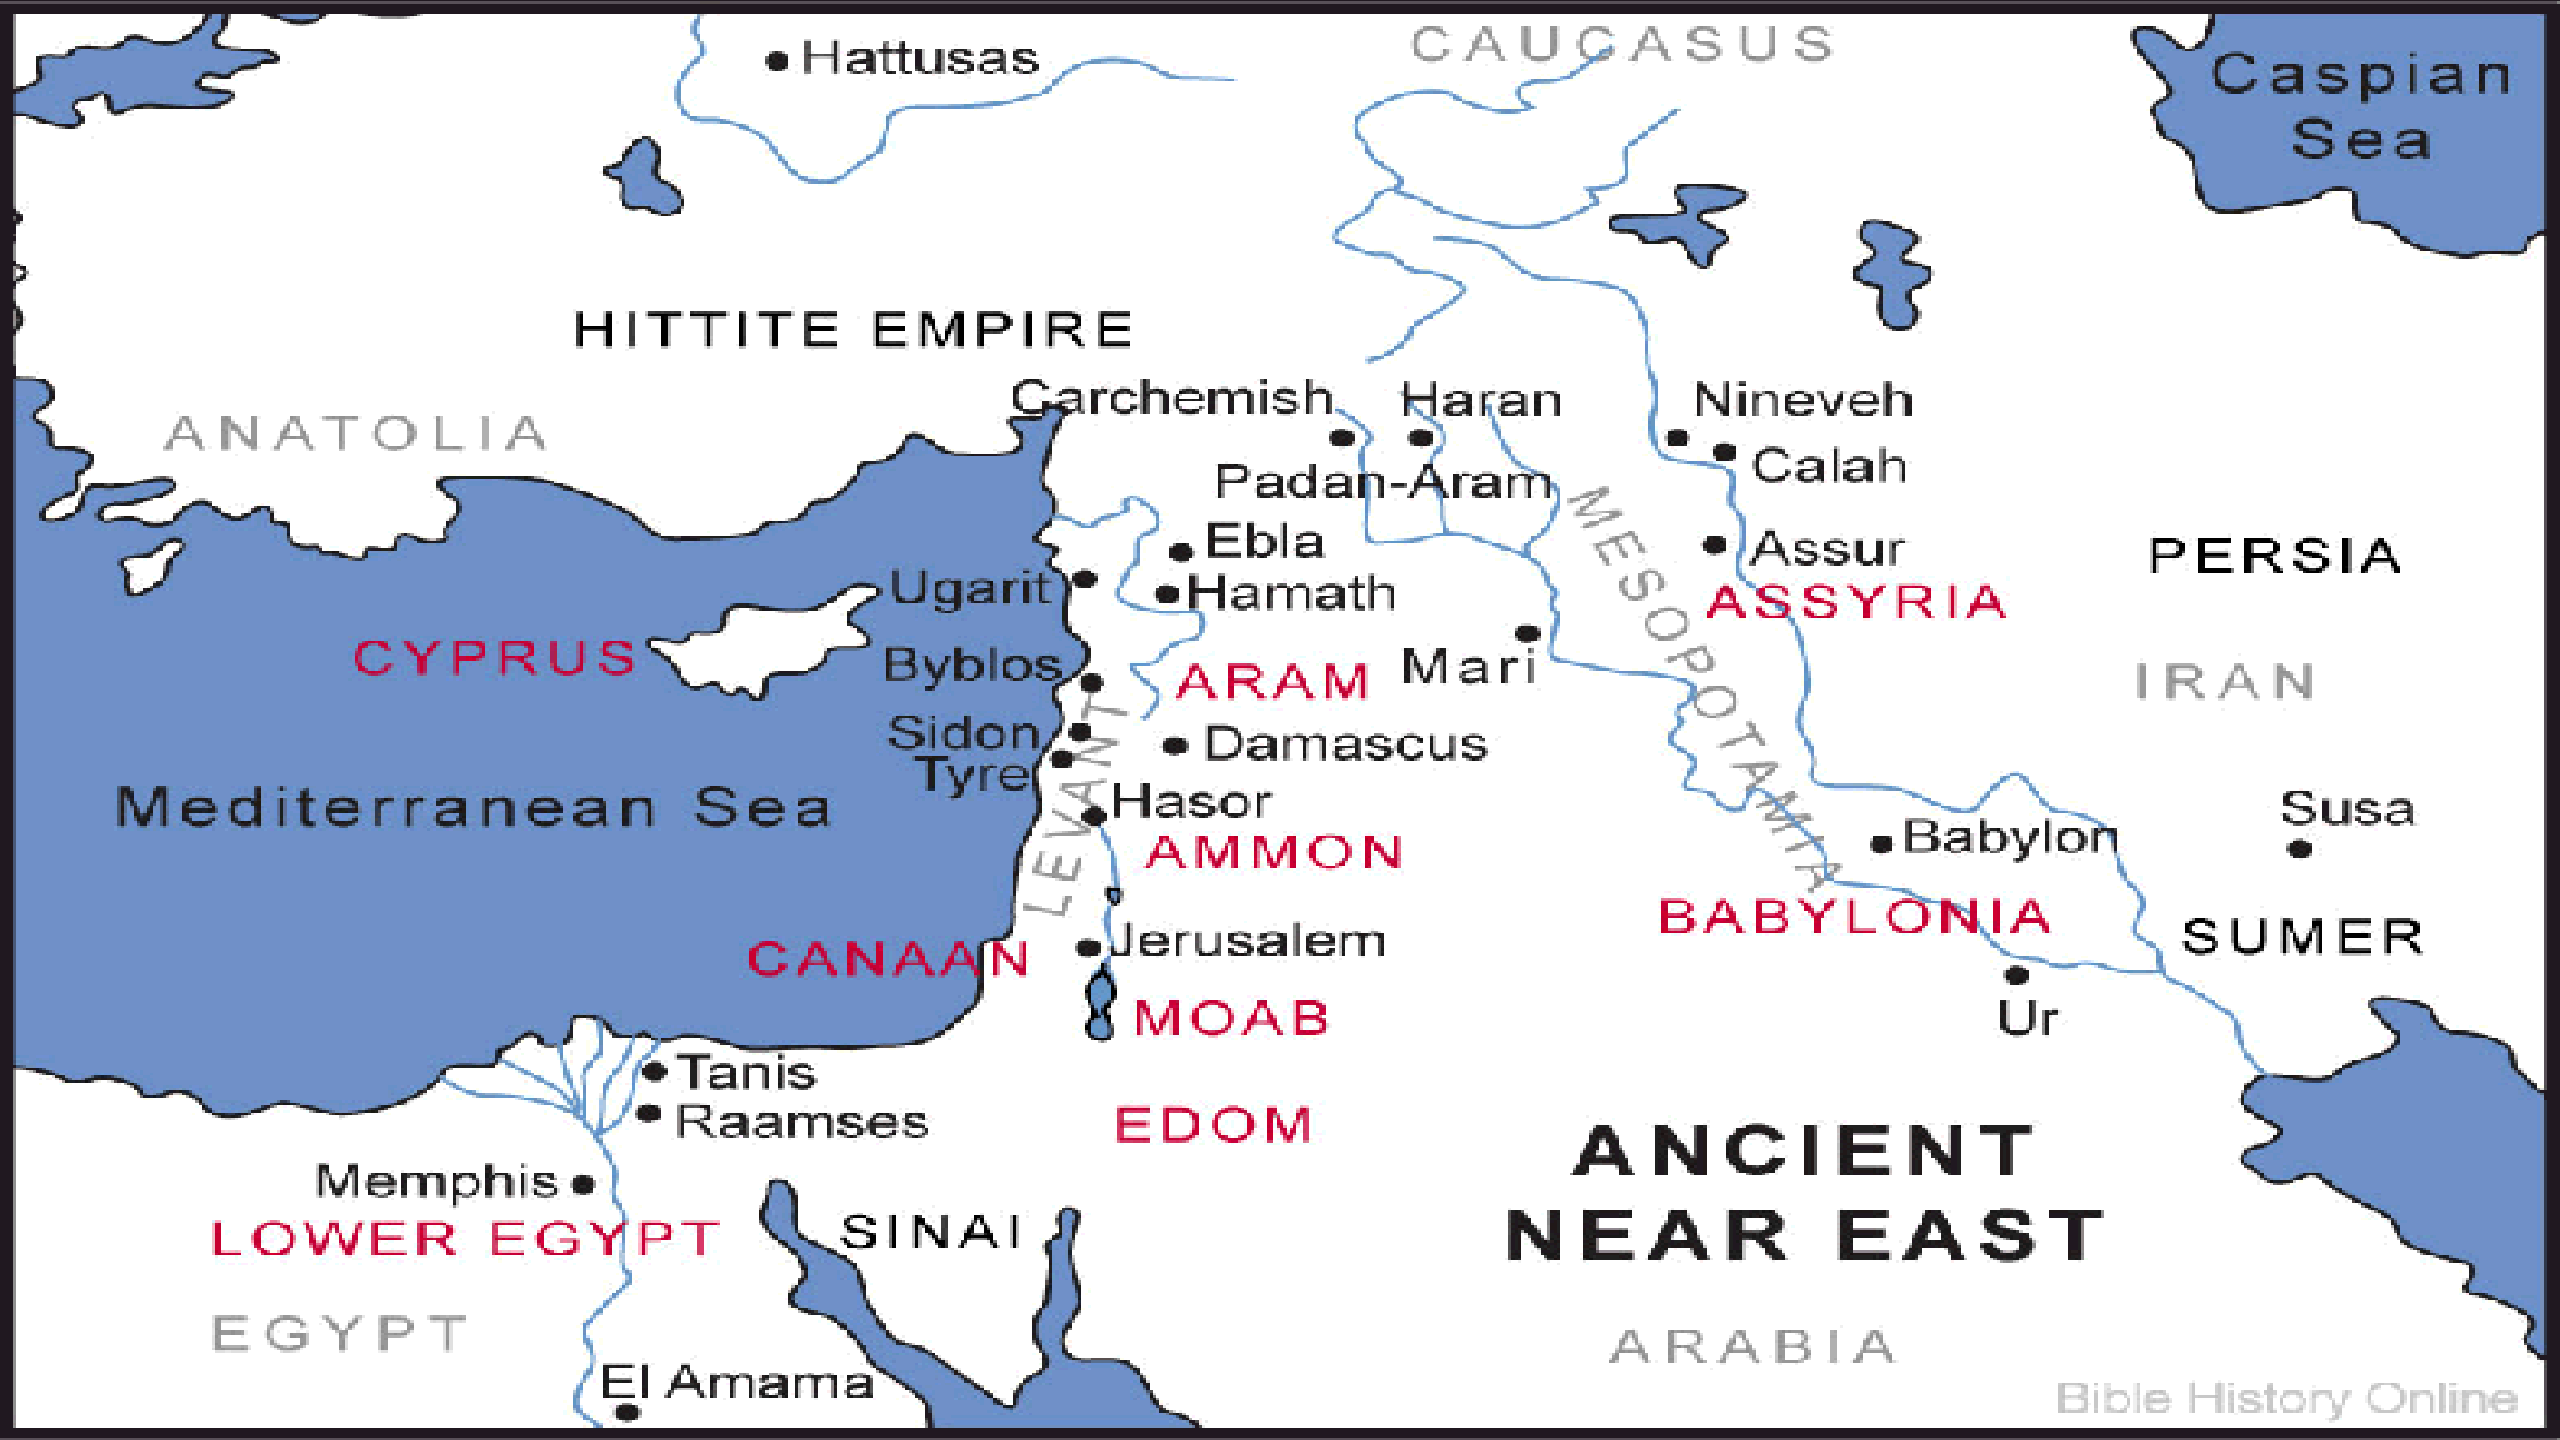 CAUCASUS
Hattusas
Caspian
Sea
HITTITE EMPIRE
Carchemish
Haran
Nineveh
ANATOLIA
Calah
Padan-Aram
MESOPOTAMIA
Ebla
Assur
PERSIA
Ugarit
Hamath
ASSYRIA
CYPRUS
Byblos
ARAM
Mari
IRAN
Sidon
Damascus
Tyre
LEVANT
Mediterranean Sea
Hasor
Susa
AMMON
Babylon
BABYLONIA
SUMER
CANAAN
Jerusalem
MOAB
Ur
Tanis
Raamses
EDOM
ANCIENT
NEAR EAST
Memphis
LOWER EGYPT
SINAI
EGYPT
ARABIA
El Amama
Bible History Online